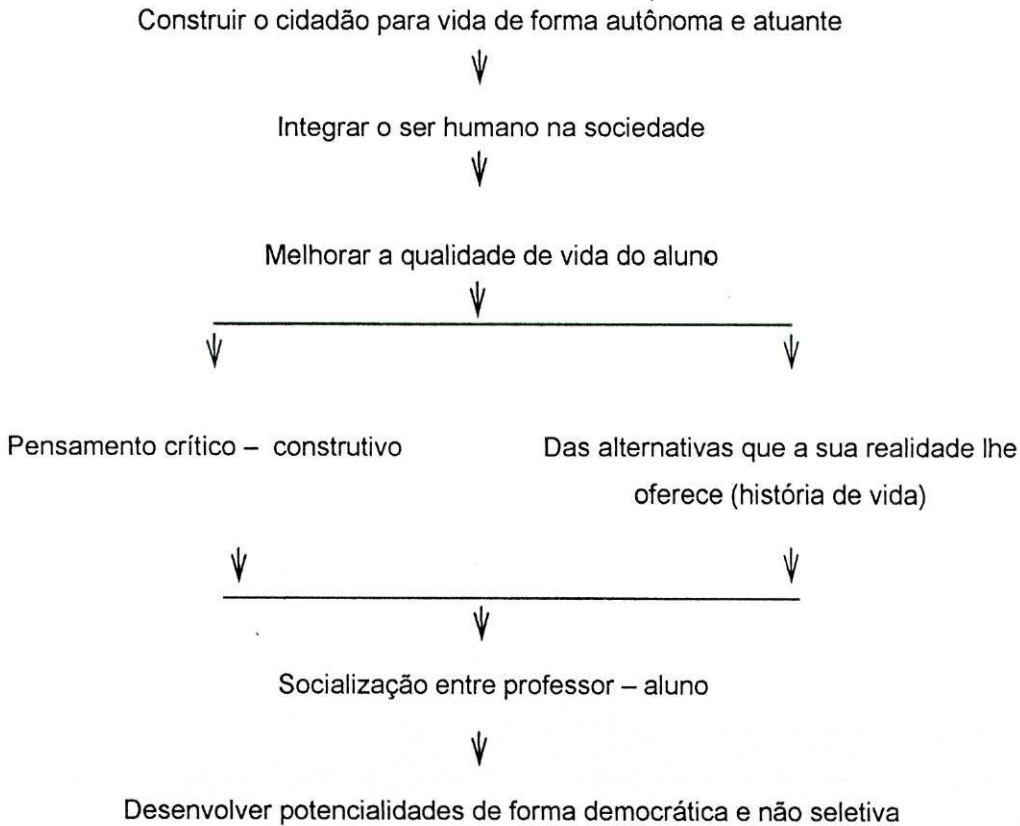 Construir o cidadão para vida de forma autônoma e atuante
Integrar o ser humano na sociedade
Melhorar a qualidade de vida do aluno
Pensamento crítico – construtivo
Das alternativas que a sua realidade lhe
oferece (história de vida)
Socialização entre professor – aluno
Desenvolver potencialidades de forma democrática e não seletiva